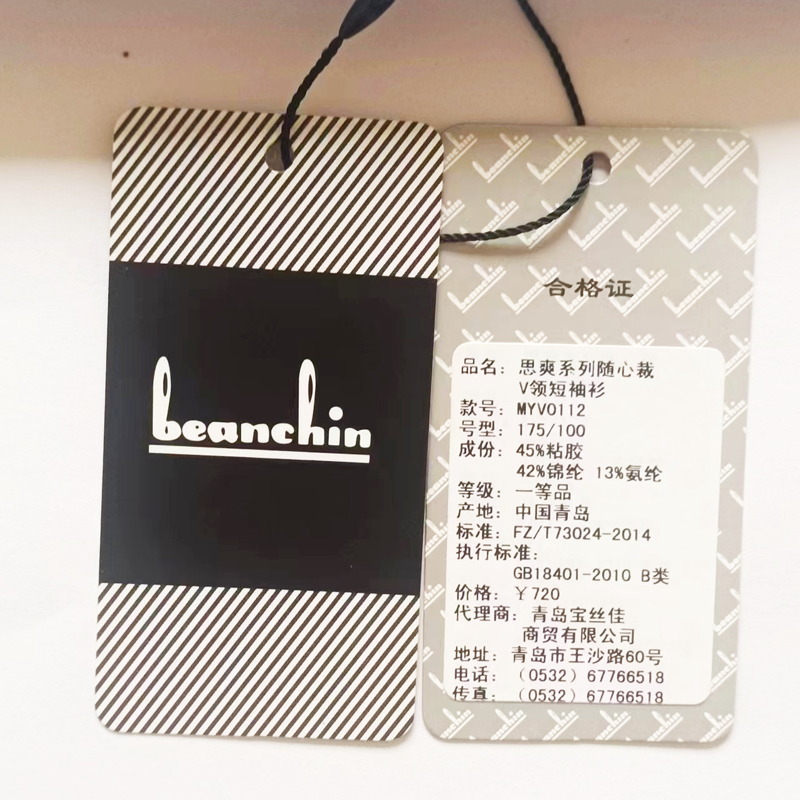 beanchin
合格证
品名: 思爽系列随心裁
V领短袖衫
款号: MYV0112
号型: 175/100
成份: 45%粘胶
42%锦纶 13%氨纶
等级: 一等品
产地: 中国青岛
标准: FZ/T73024-2014
执行标准:
GB18401-2010 B类
价格: ￥720
代理商: 青岛宝丝佳
商贸有限公司
地址: 青岛市王沙路60号
电话: (0532) 67766518
传真: (0532) 67766518